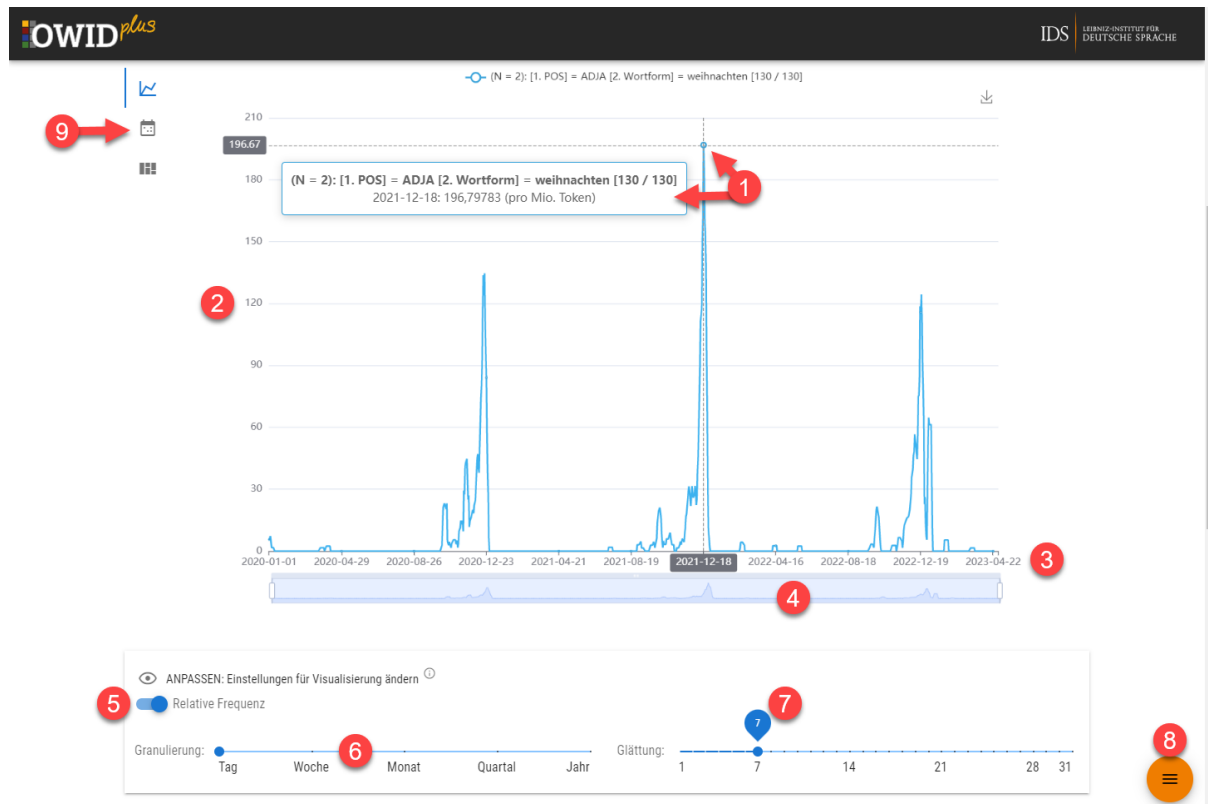 OWIDplus
IDS LEIBNIZ-INSTITUT FÜR
DEUTSCHE SPRACHE
(N = 2): [1. POS] = ADJA [2. Wortform] = weihnachten [130 / 130]
9
210
196.67
1
180
(N = 2): [1. POS] = ADJA [2. Wortform] = weihnachten [130 / 130]
2021-12-18: 196,79783 (pro Mio. Token)
150
2
120
90
60
30
0
2020-01-01 2020-04-29 2020-08-26 2020-12-23 2021-04-21 2021-08-19 2021-12-18 2022-04-16 2022-08-18 2022-12-19 2023-04-22
3
4
ANPASSEN: Einstellungen für Visualisierung ändern
5
Relative Frequenz
7
7
6
8
Granulierung:
Tag Woche Monat Quartal Jahr
Glättung:
1 7 14 21 28 31